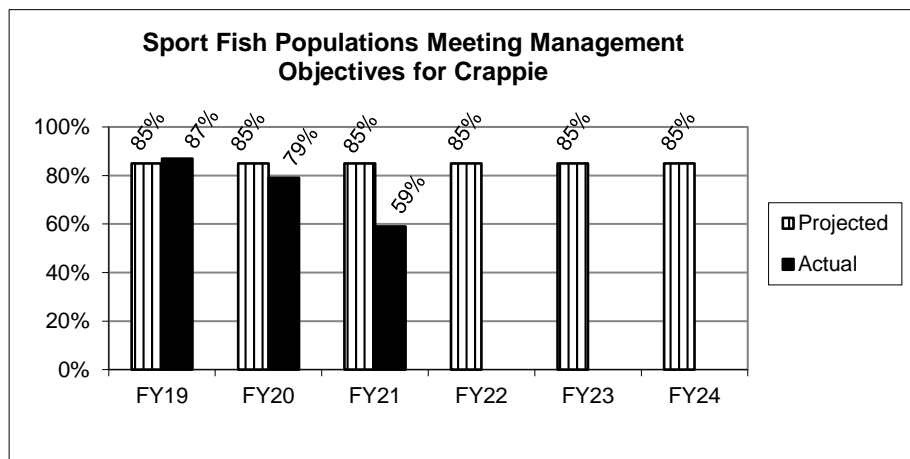 Sport Fish Populations Meeting Management
Objectives for Crappie
85%
87%
85%
79%
85%
59%
85%
85%
85%
100%
80%
60%
40%
20%
0%
FY19
FY20
FY21
FY22
FY23
FY24
Projected
Actual